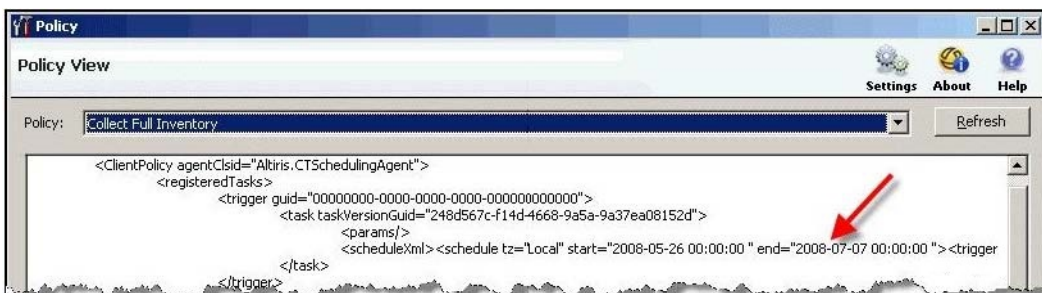 Policy
Policy View
Settings About Help
Policy: Collect Full Inventory Refresh
<ClientPolicy agentClsid="Altiris.CTSchedulingAgent">
<registeredTasks>
<trigger guid="00000000-0000-0000-0000-000000000000">
<task taskVersionGuid="248d567c-f14d-4668-9a5a-9a37ea08152d">
<params/>
<scheduleXml><schedule tz="Local" start="2008-05-26 00:00:00 " end="2008-07-07 00:00:00 "><trigger
</task>
</trigger>